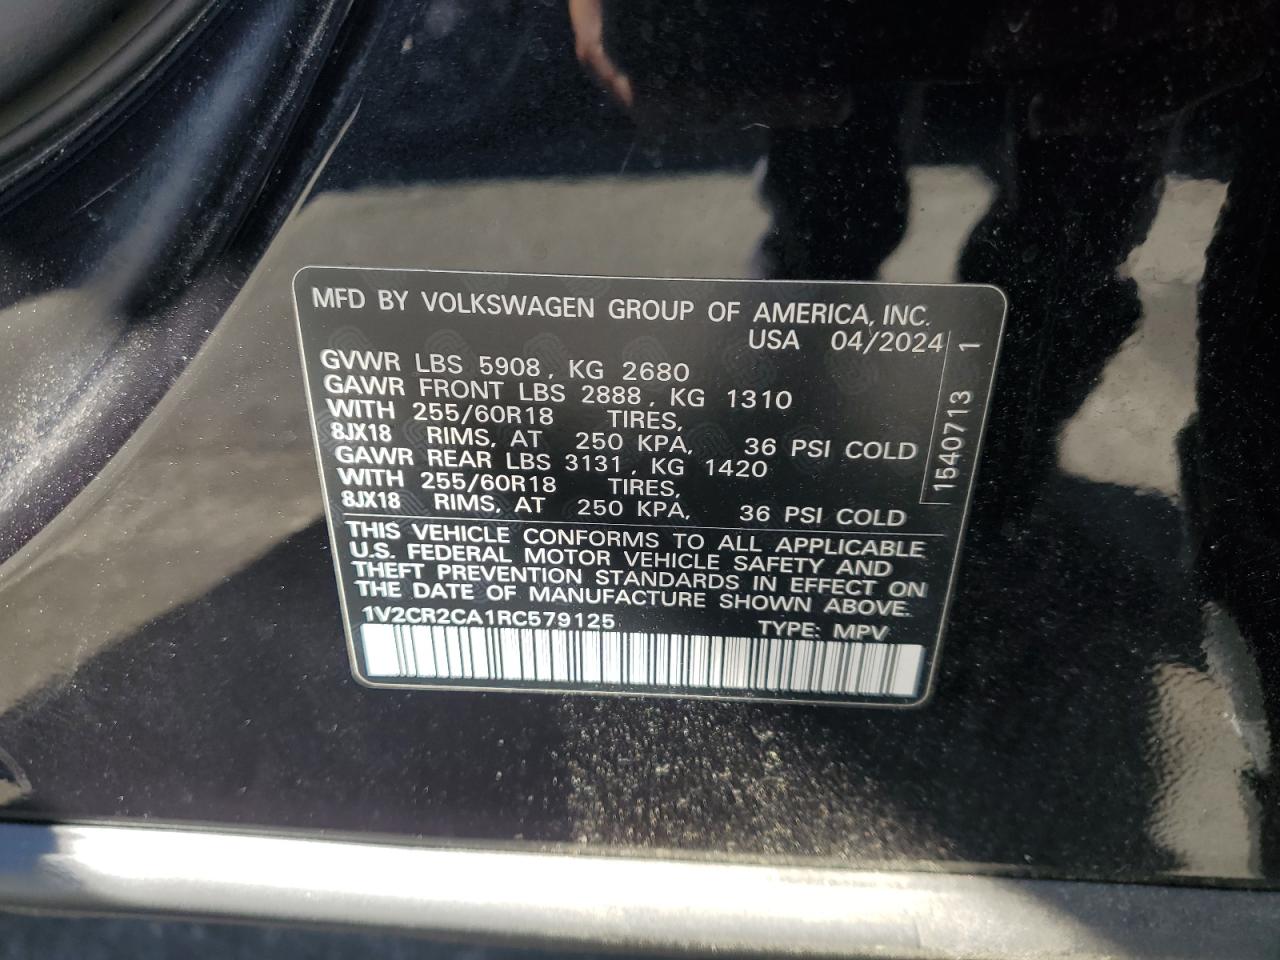 MFD BY VOLKSWAGEN GROUP OF AMERICA, INC.
USA 04/2024
GVWR LBS 5908, KG 2680
GAWR FRONT LBS 2888, KG 1310
WITH 255/60R18 TIRES,
8JX18 RIMS, AT 250 KPA, 36 PSI COLD
GAWR REAR LBS 3131, KG 1420
WITH 255/60R18 TIRES,
8JX18 RIMS, AT 250 KPA, 36 PSI COLD
1540713 1
THIS VEHICLE CONFORMS TO ALL APPLICABLE
U.S. FEDERAL MOTOR VEHICLE SAFETY AND
THEFT PREVENTION STANDARDS IN EFFECT ON
THE DATE OF MANUFACTURE SHOWN ABOVE.
1V2CR2CA1RC579125 TYPE: MPV